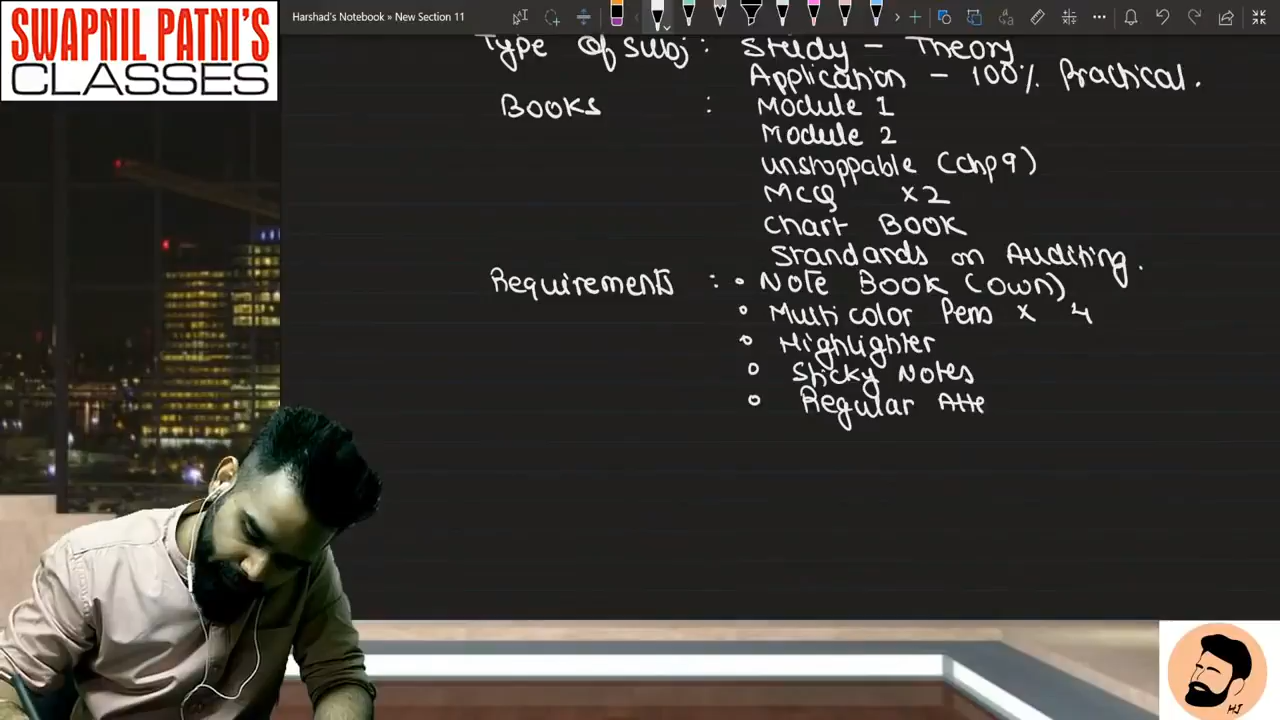 SWAPNIL PATNI'S
CLASSES
Harshad's Notebook » New Section 11
Type Of Subj : Study - Theory
Application - 100% Practical.
Books : Module 1
Module 2
unstoppable (chp 9)
MCQ x2
Chart Book
Standards on Auditing.
Requirements : • Note Book (own)
• Multi color Pens x 4
• Highlighter
• Sticky Notes
• Regular Atte
HJ